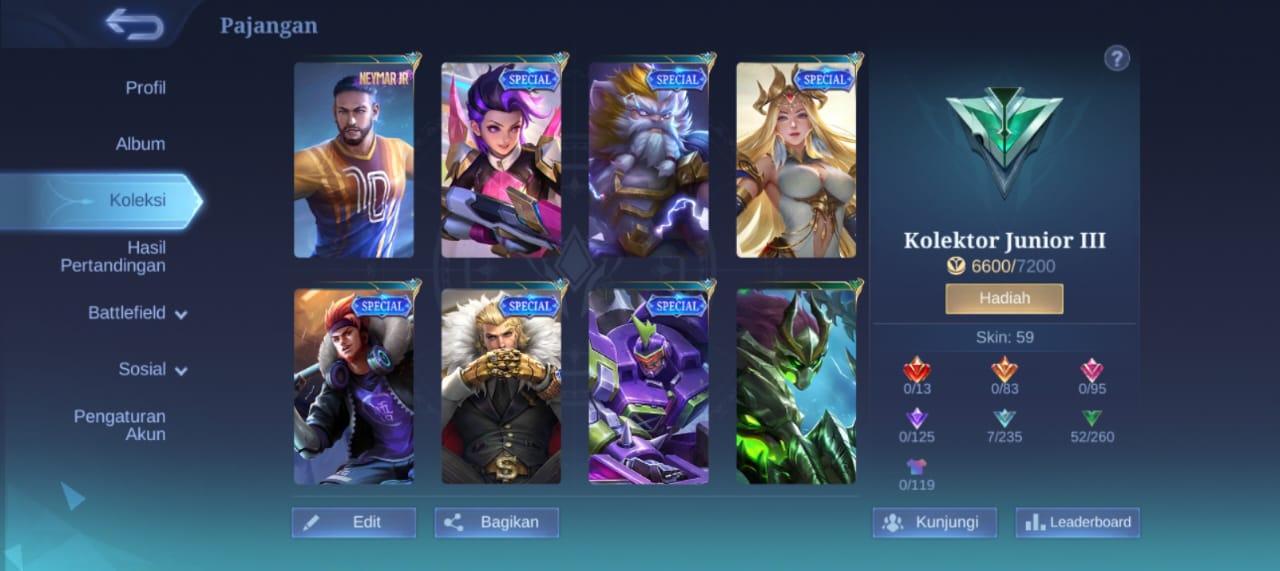 Pajangan
Profil
Album
Koleksi
Hasil
Pertandingan
Battlefield
Sosial
Pengaturan
Akun
NEYMAR JR
10
SPECIAL
SPECIAL
SPECIAL
SPECIAL
SPECIAL
SPECIAL
S
Edit
Bagikan
?
Kolektor Junior III
6600/7200
Hadiah
Skin: 59
0/13
0/83
0/95
0/125
7/235
52/260
0/119
Kunjungi
Leaderboard